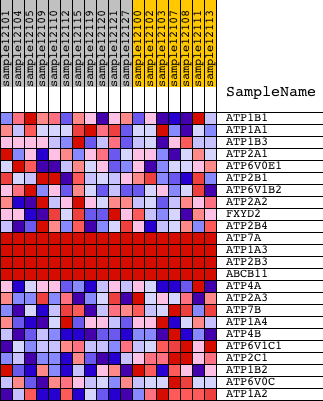 sample12101
sample12104
sample12105
sample12109
sample12110
sample12112
sample12115
sample12119
sample12120
sample12121
sample12127
sample12100
sample12102
sample12103
sample12107
sample12108
sample12111
sample12113
SampleName
ATP1B1
ATP1A1
ATP1B3
ATP2A1
ATP6V0E1
ATP2B1
ATP6V1B2
ATP2A2
FXYD2
ATP2B4
ATP7A
ATP1A3
ATP2B3
ABCB11
ATP4A
ATP2A3
ATP7B
ATP1A4
ATP4B
ATP6V1C1
ATP2C1
ATP1B2
ATP6V0C
ATP1A2